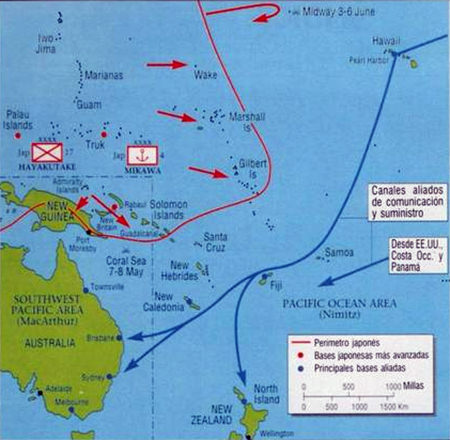 Midway 3-6 June
Iwo
Jima
Hawaii
Pearl Harbor
Marianas
Wake
Guam
Palau
Islands
Marshall
Is
xxxx
Jap 17
HAYAKUTAKE
Truk
xxxx
Jap 4
MIKAWA
Gilbert
Is
Canales aliados
de comunicación
y suministro
Admiralty
Islands
NEW
GUINEA
Rabaul
New
Britain
Solomon
Islands
Guadalcanal
Port
Moresby
Santa
Cruz
Desde EE.UU.,
Costa Occ. y
Panamá
Coral Sea
7-8 May
Samoa
New
Hebrides
Townsville
Fiji
SOUTHWEST
PACIFIC AREA
(MacArthur)
New
Caledonia
PACIFIC OCEAN AREA
(Nimitz)
AUSTRALIA
Brisbane
Perímetro japonés
Bases japonesas más avanzadas
Principales bases aliadas
Sydney
Adelaide
Melbourne
North
Island
NEW
ZEALAND
Wellington
0 500 1000 Millas
0 500 1000 1500 Km